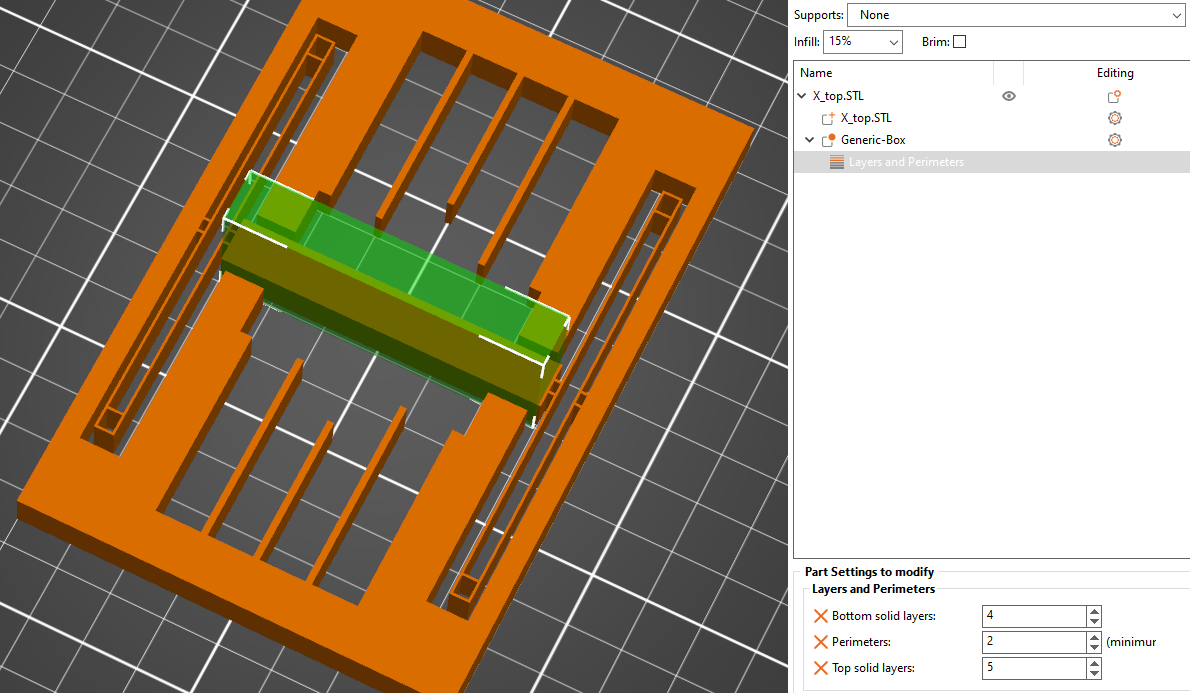 Supports: None
Infill: 15% Brim:
Name Editing
X_top.STL
X_top.STL
Generic-Box
Layers and Perimeters
Part Settings to modify
Layers and Perimeters
Bottom solid layers: 4
Perimeters: 2 (minimur
Top solid layers: 5